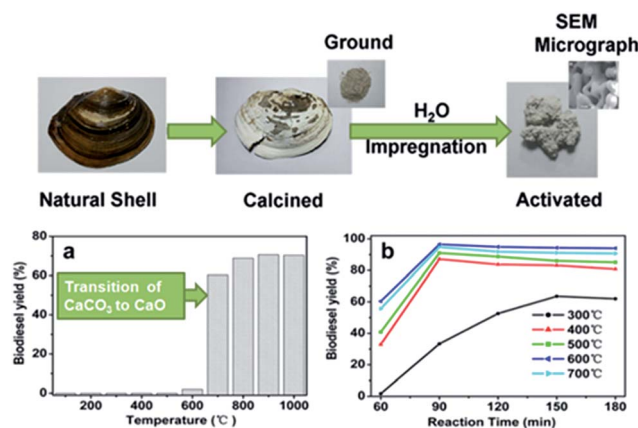 SEM
Micrograph
Ground
H₂O
Impregnation
Natural Shell
Calcined
Activated
a
Transition of
CaCO₃ to CaO
Biodiesel yield (%)
80
60
40
20
0
200 400 600 800 1000
Temperature (℃)
b
Biodiesel yield (%)
100
80
60
40
20
0
300℃
400℃
500℃
600℃
700℃
60 90 120 150 180
Reaction Time (min)